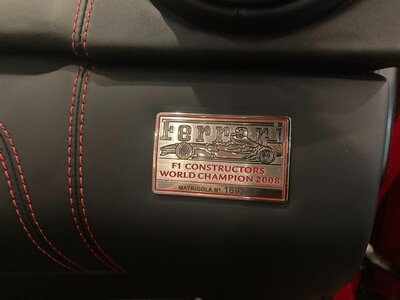 Ferrari
F1 CONSTRUCTORS
WORLD CHAMPION 2008
MATRICOLA N°